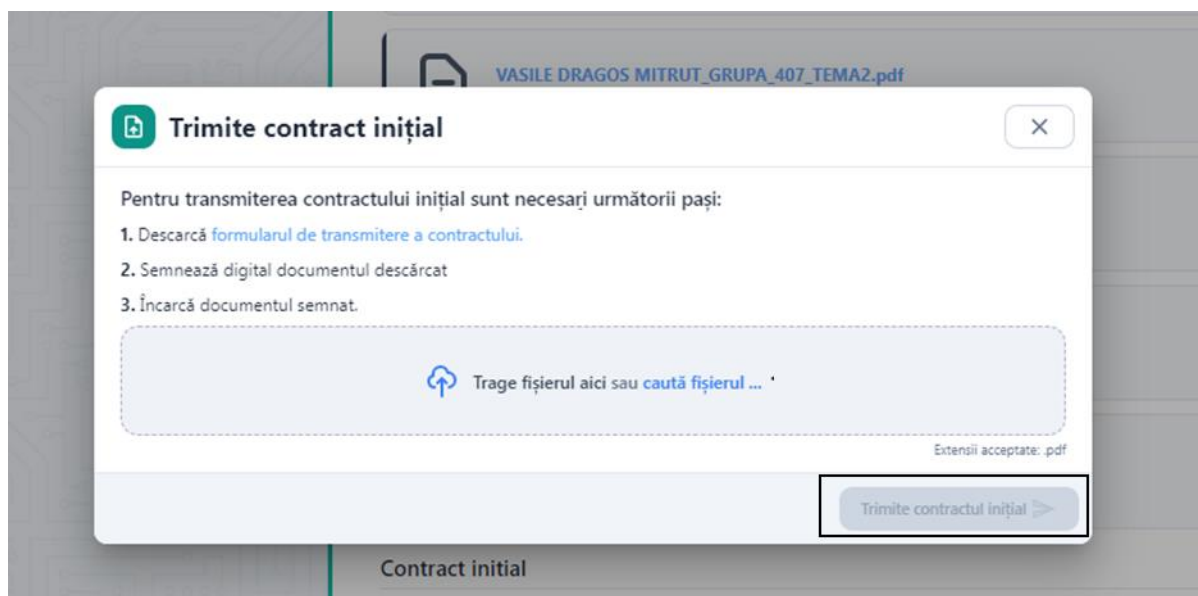 VASILE DRAGOS MITRUT_GRUPA_407_TEMA2.pdf
Trimite contract inițial
Pentru transmiterea contractului inițial sunt necesari următorii pași:
1. Descarcă formularul de transmitere a contractului.
2. Semnează digital documentul descărcat
3. Încarcă documentul semnat.
Trage fișierul aici sau caută fișierul ...
Extensii acceptate: .pdf
Trimite contractul inițial
Contract initial